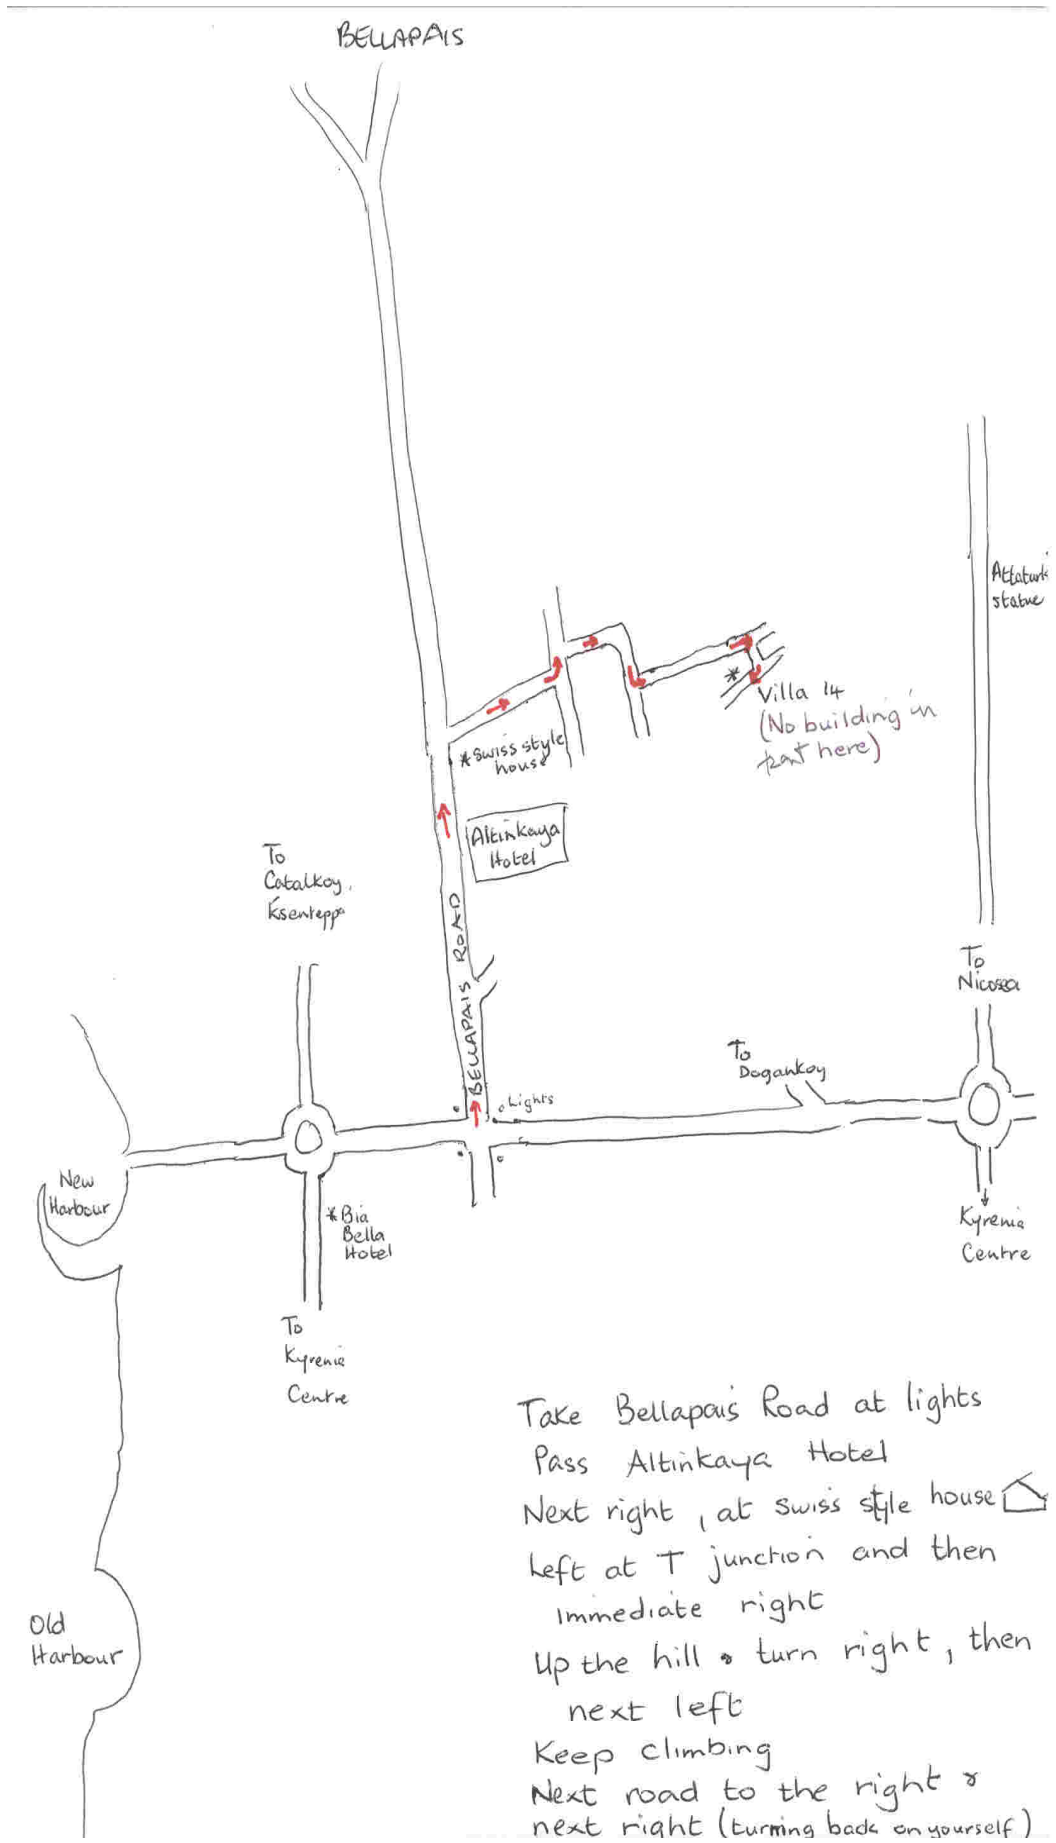 BELLAPAIS
Attaturk
statue
Villa 14
(No building in
here)
*Swiss style
house
Altinkaya
Hotel
To
Catalkoy,
Esenteppe
BELLAPAIS ROAD
To
Nicosea
To
Dogankoy
Lights
New
Harbour
*Bia
Bella
Hotel
Kyrenia
Centre
To
Kyrenia
Centre
Take Bellapais Road at lights
Pass Altinkaya Hotel
Next right, at swiss style house
Left at T junction and then
immediate right
Up the hill & turn right, then
next left
Old
Harbour
Keep climbing
Next road to the right &
next right (turning back on yourself)